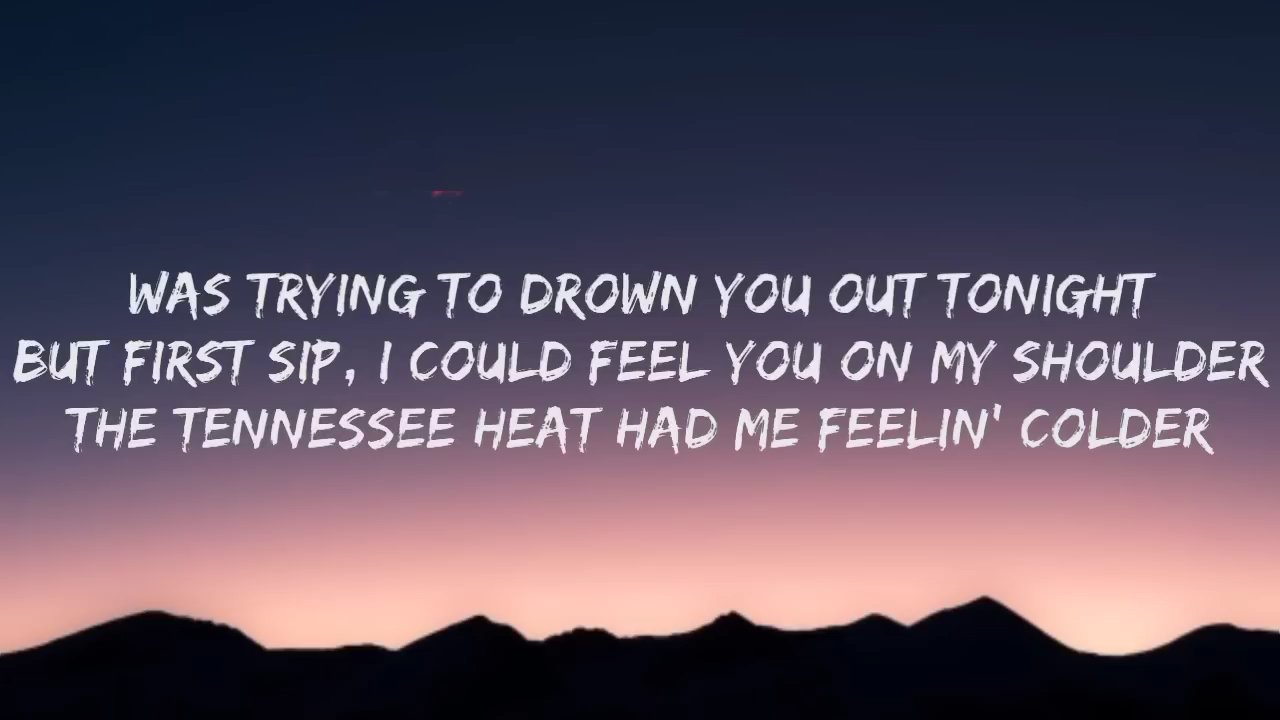 WAS TRYING TO DROWN YOU OUT TONIGHT
BUT FIRST SIP, I COULD FEEL YOU ON MY SHOULDER
THE TENNESSEE HEAT HAD ME FEELIN' COLDER